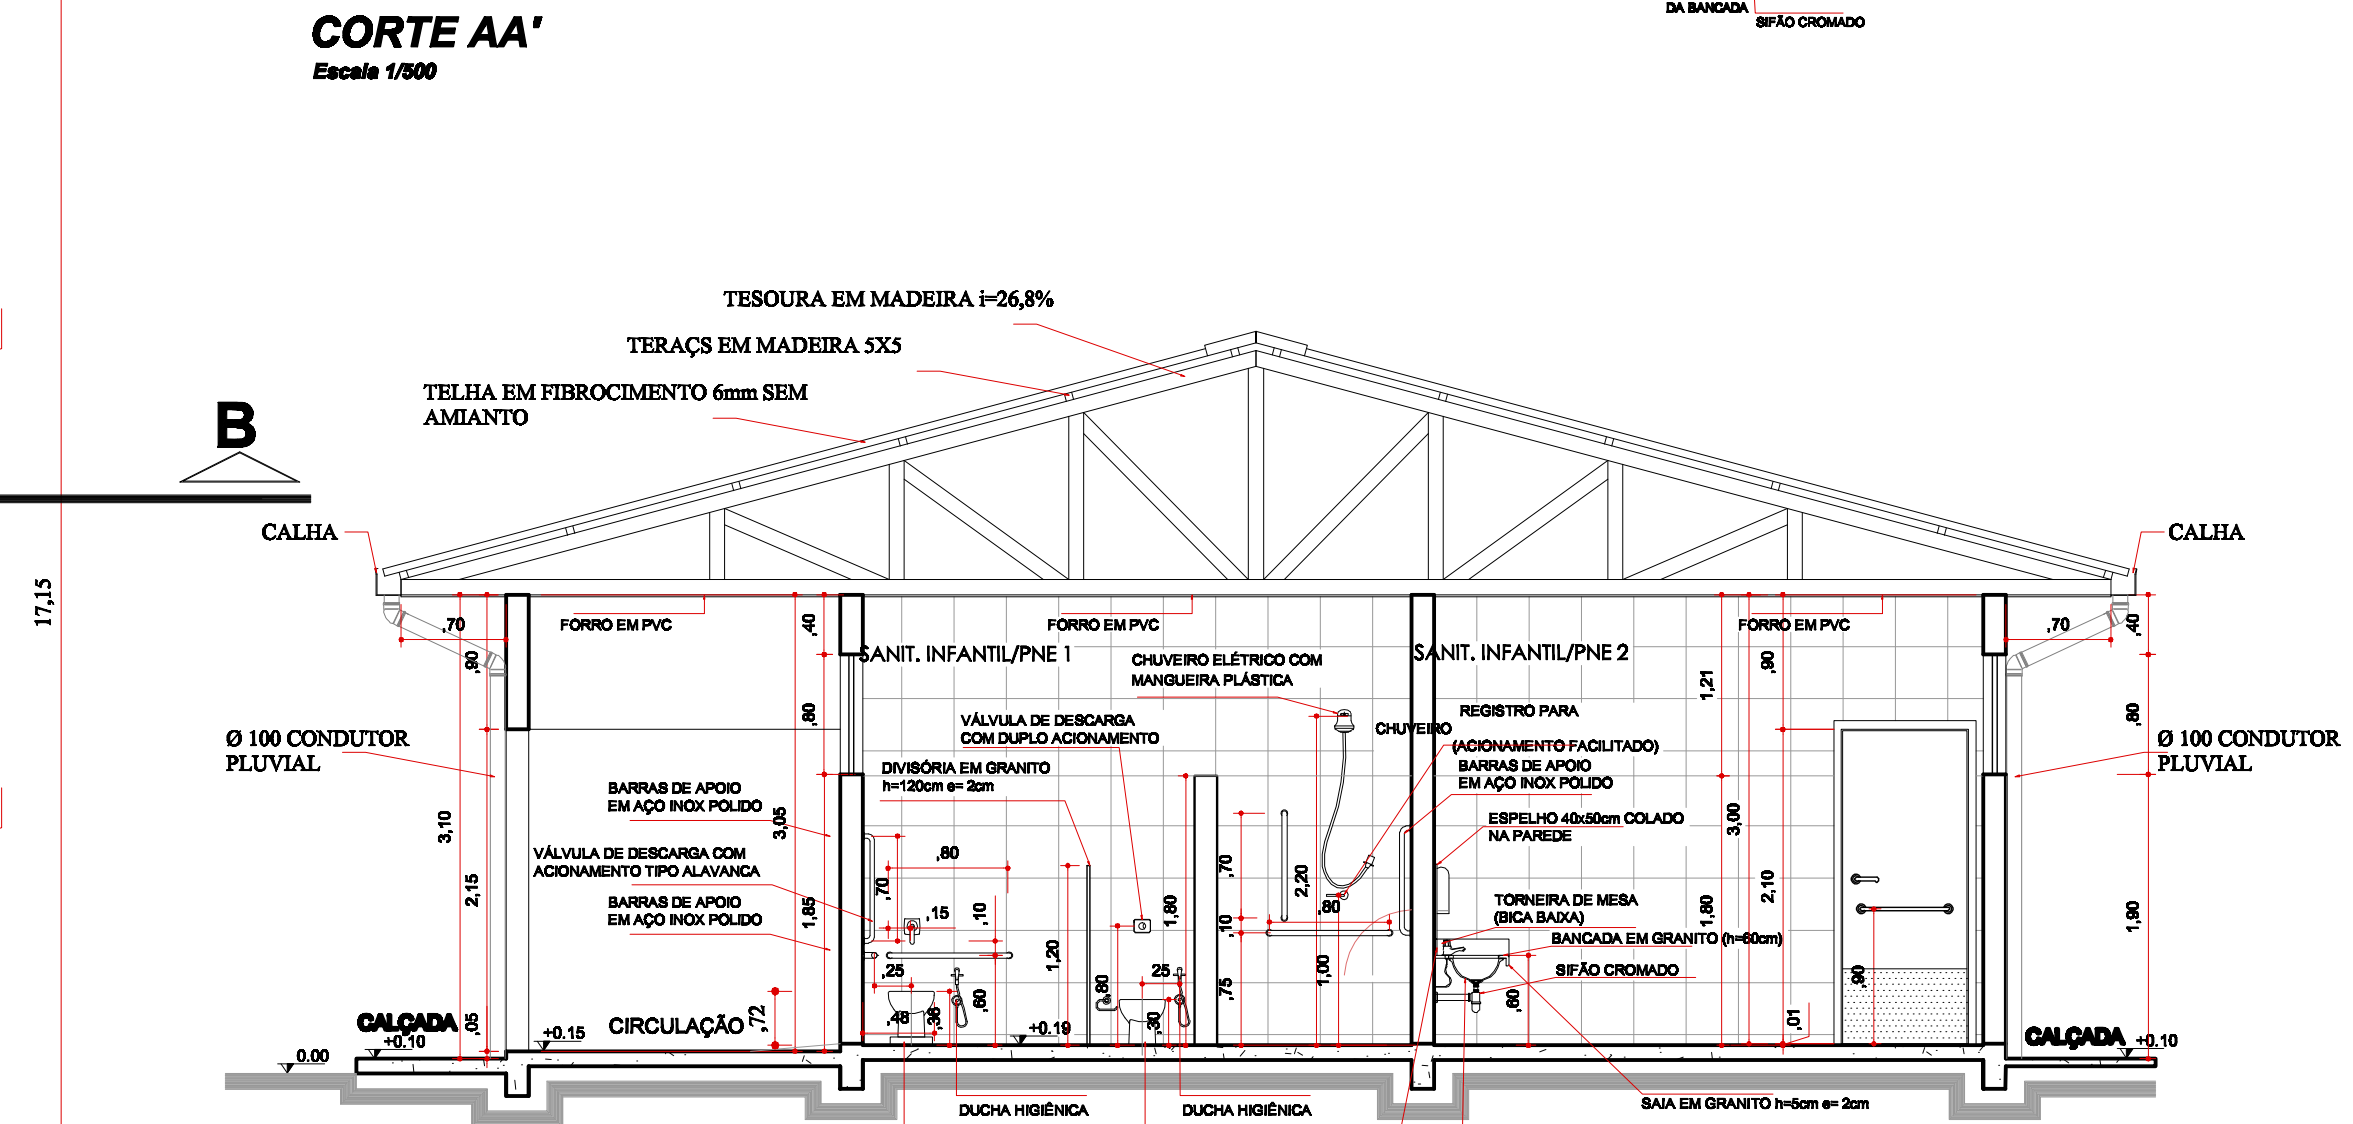 DA BANCADA
SIFÃO CROMADO
CORTE AA'
Escala 1/500
TESOURA EM MADEIRA i=26,8%
TERAÇS EM MADEIRA 5X5
TELHA EM FIBROCIMENTO 6mm SEM
AMIANTO
B
CALHA
CALHA
17,15
,70
FORRO EM PVC
,40
FORRO EM PVC
FORRO EM PVC
,70
,40
,90
SANIT. INFANTIL/PNE 1
CHUVEIRO ELÉTRICO COM
MANGUEIRA PLÁSTICA
SANIT. INFANTIL/PNE 2
,90
1,21
,80
VÁLVULA DE DESCARGA
COM DUPLO ACIONAMENTO
REGISTRO PARA
CHUVEIRO
(ACIONAMENTO FACILITADO)
,80
Ø 100 CONDUTOR
PLUVIAL
Ø 100 CONDUTOR
PLUVIAL
DIVISÓRIA EM GRANITO
h=120cm e= 2cm
BARRAS DE APOIO
EM AÇO INOX POLIDO
BARRAS DE APOIO
EM AÇO INOX POLIDO
3,10
3,05
3,00
ESPELHO 40x50cm COLADO
NA PAREDE
VÁLVULA DE DESCARGA COM
ACIONAMENTO TIPO ALAVANCA
,80
,70
,70
2,20
2,15
2,10
BARRAS DE APOIO
EM AÇO INOX POLIDO
1,85
,15
,10
1,80
,10
,80
TORNEIRA DE MESA
(BICA BAIXA)
1,80
1,90
BANCADA EM GRANITO (h=60cm)
,25
1,20
25
1,00
SIFÃO CROMADO
,90
,80
,75
,60
,60
CALÇADA
,05
CIRCULAÇÃO
,72
,48
,36
,30
,01
CALÇADA
+0.10
+0.15
+0.19
+0.10
0.00
DUCHA HIGIÊNICA
DUCHA HIGIÊNICA
SAIA EM GRANITO h=5cm e= 2cm